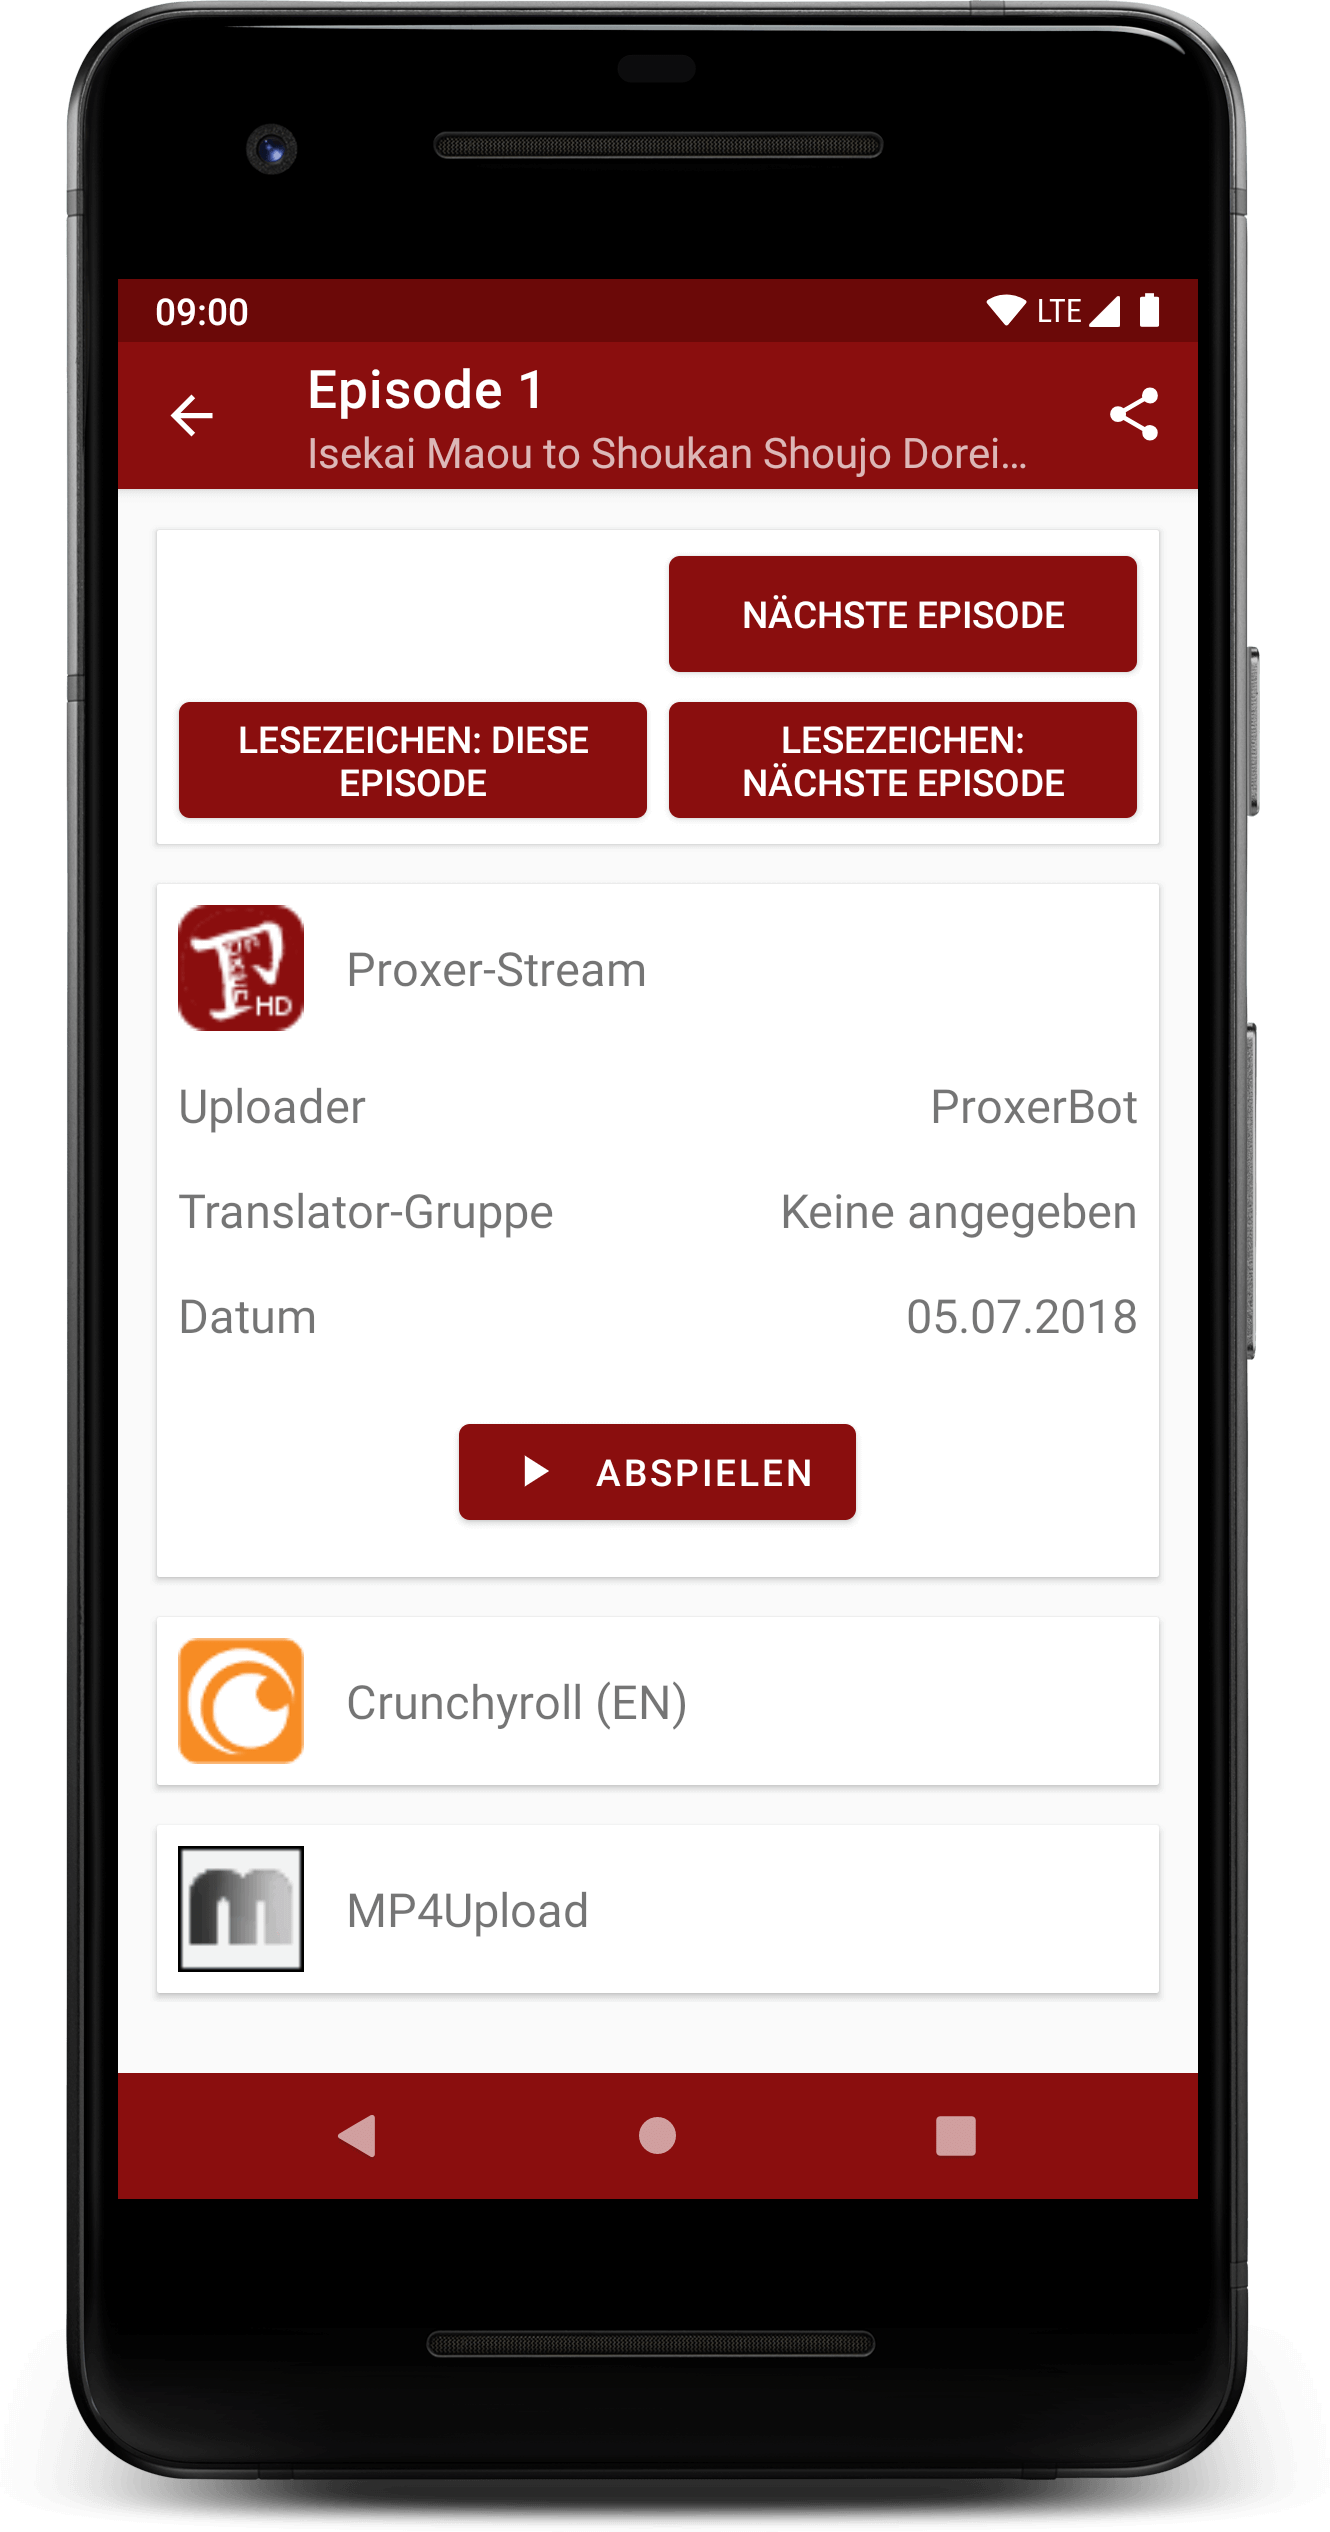 09:00
LTE
Episode 1
Isekai Maou to Shoukan Shoujo Dorei...
NÄCHSTE EPISODE
LESEZEICHEN: DIESE
EPISODE
LESEZEICHEN:
NÄCHSTE EPISODE
HD
Proxer-Stream
Uploader
ProxerBot
Translator-Gruppe
Keine angegeben
Datum
05.07.2018
ABSPIELEN
Crunchyroll (EN)
m
MP4Upload